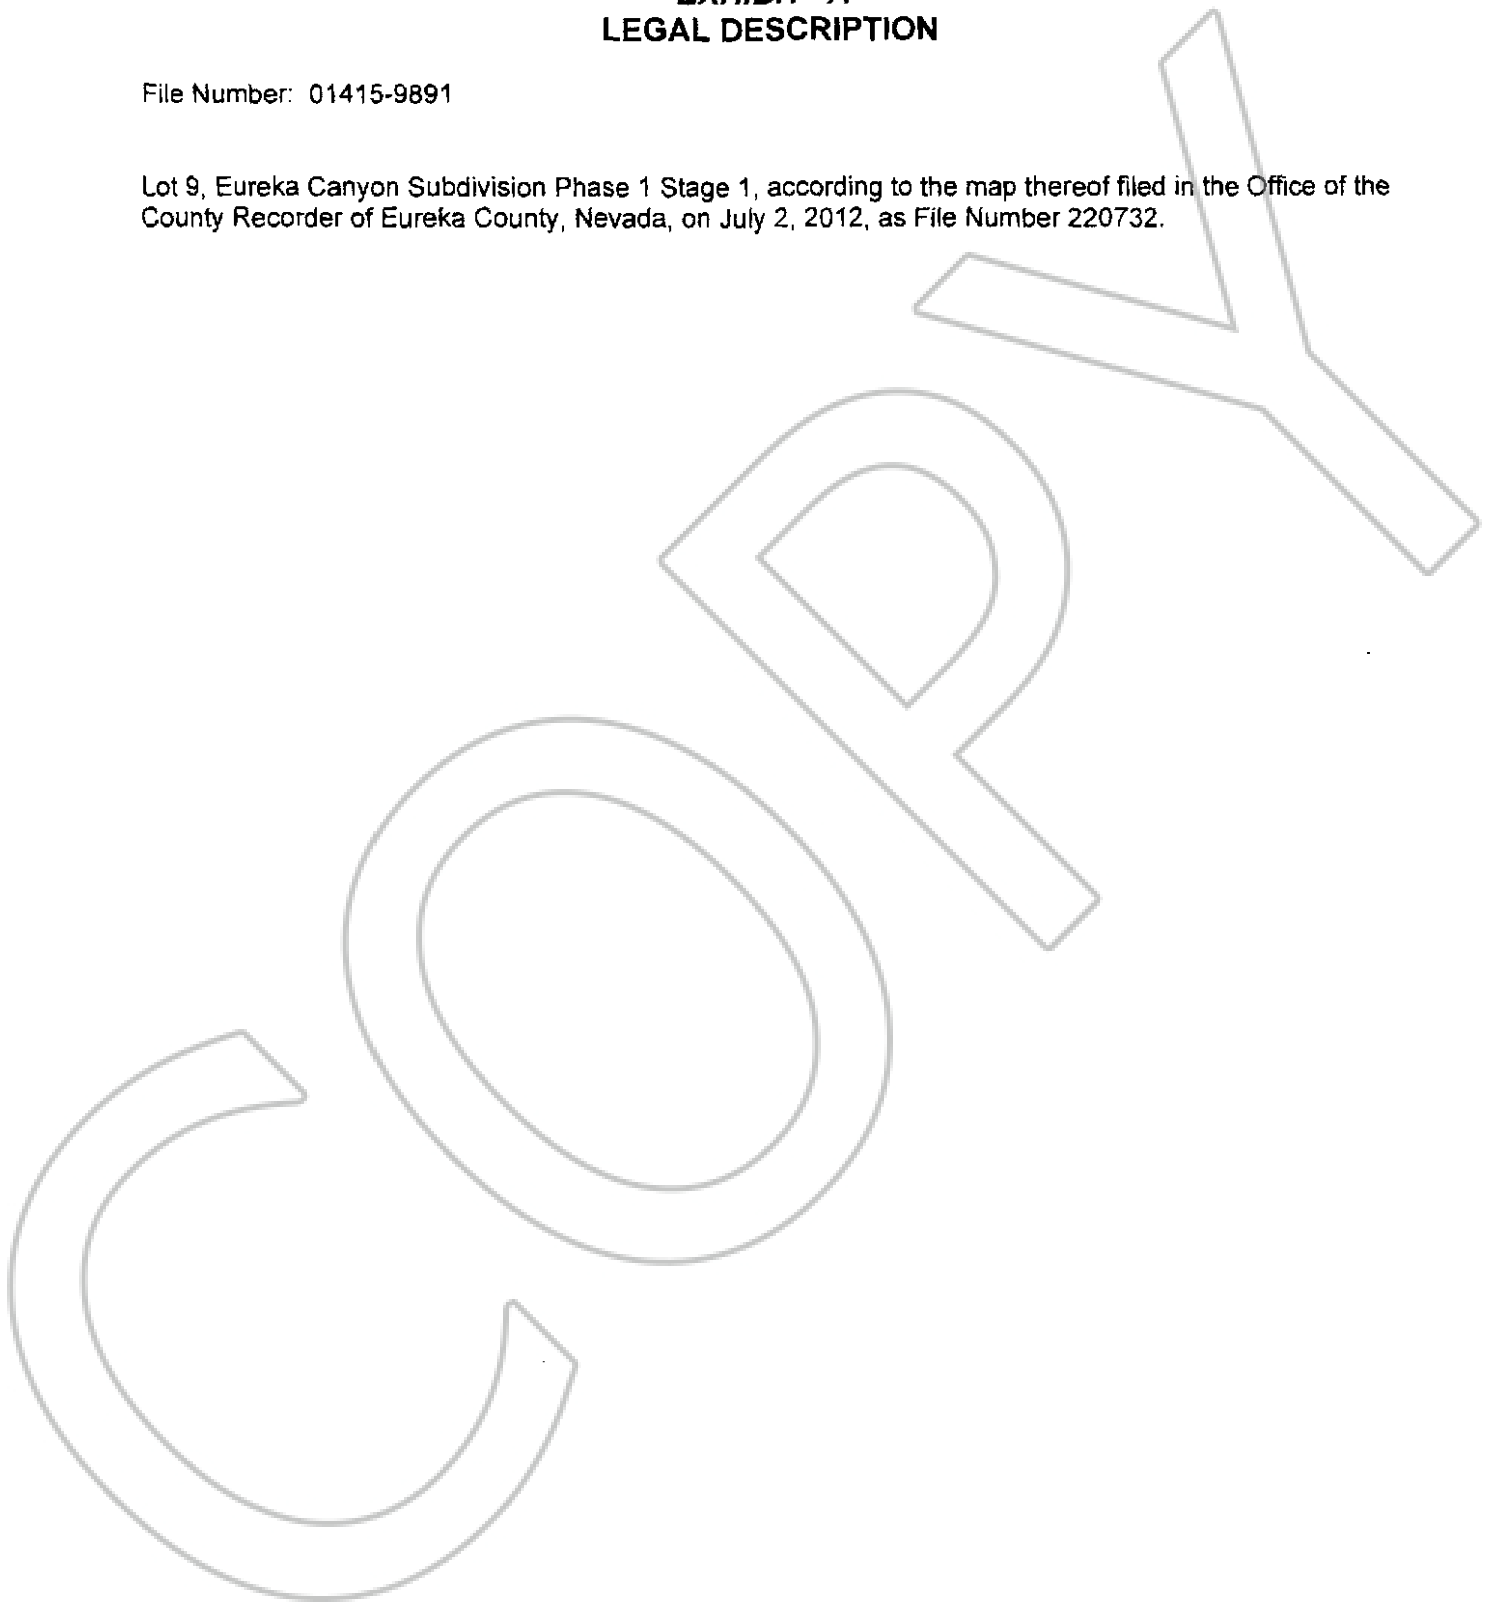 LEGAL DESCRIPTION
File Number: 01415-9891
Lot 9, Eureka Canyon Subdivision Phase 1 Stage 1, according to the map thereof filed in the Office of the
County Recorder of Eureka County, Nevada, on July 2, 2012, as File Number 220732.
COPY